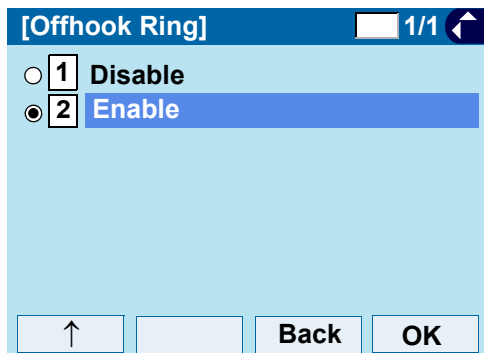 [Offhook Ring] 1/1
1 Disable
2 Enable
↑ Back OK